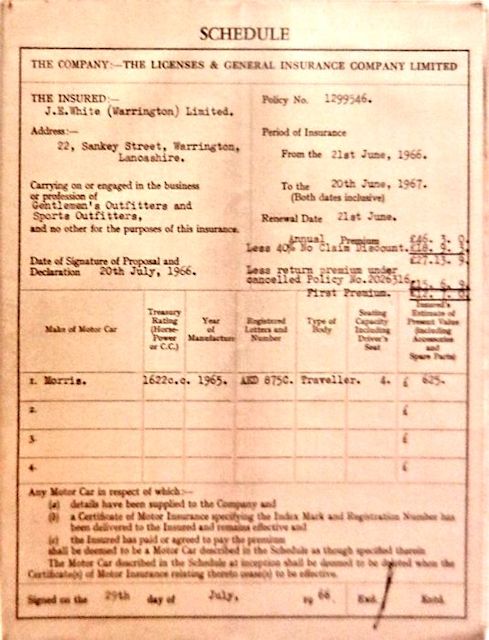 SCHEDULE
THE COMPANY:—THE LICENSES & GENERAL INSURANCE COMPANY LIMITED
THE INSURED:—
J.E.White (Warrington) Limited.
Policy No. 1299546.
Address:—
22, Sankey Street, Warrington,
Lancashire.
Period of Insurance
From the 21st June, 1966.
Carrying on or engaged in the business
or profession of
Gentlemen's Outfitters and
Sports Outfitters,
and no other for the purposes of this insurance.
To the 20th June, 1967.
(Both dates inclusive)
Renewal Date 21st June.
Annual Premium £46. 3. 0.
Less 40% No Claim Discount. £18. 9. 3.
£27.13. 9.
Date of Signature of Proposal and
Declaration 20th July, 1966.
Less return premium under
cancelled Policy No.2026316
First Premium.
Make of Motor Car
Treasury Rating (Horse-Power or C.C.)
Year of Manufacture
Registered Letters and Number
Type of Body
Seating Capacity Including Driver's Seat
Insured's Estimate of Present Value (including Accessories and Spare Parts)
1. Morris. 1622c.c. 1965. AED 875C. Traveller. 4. £ 625.
2. £
3. £
4. £
Any Motor Car in respect of which:—
(a) details have been supplied to the Company and
(b) a Certificate of Motor Insurance specifying the Index Mark and Registration Number has
been delivered to the Insured and remains effective and
(c) the Insured has paid or agreed to pay the premium
shall be deemed to be a Motor Car described in the Schedule as though specified therein
The Motor Car described in the Schedule at inception shall be deemed to be deleted when the
Certificate(s) of Motor Insurance relating thereto cease(s) to be effective.
Signed on the 29th day of July, 1966. Exd. Entd.